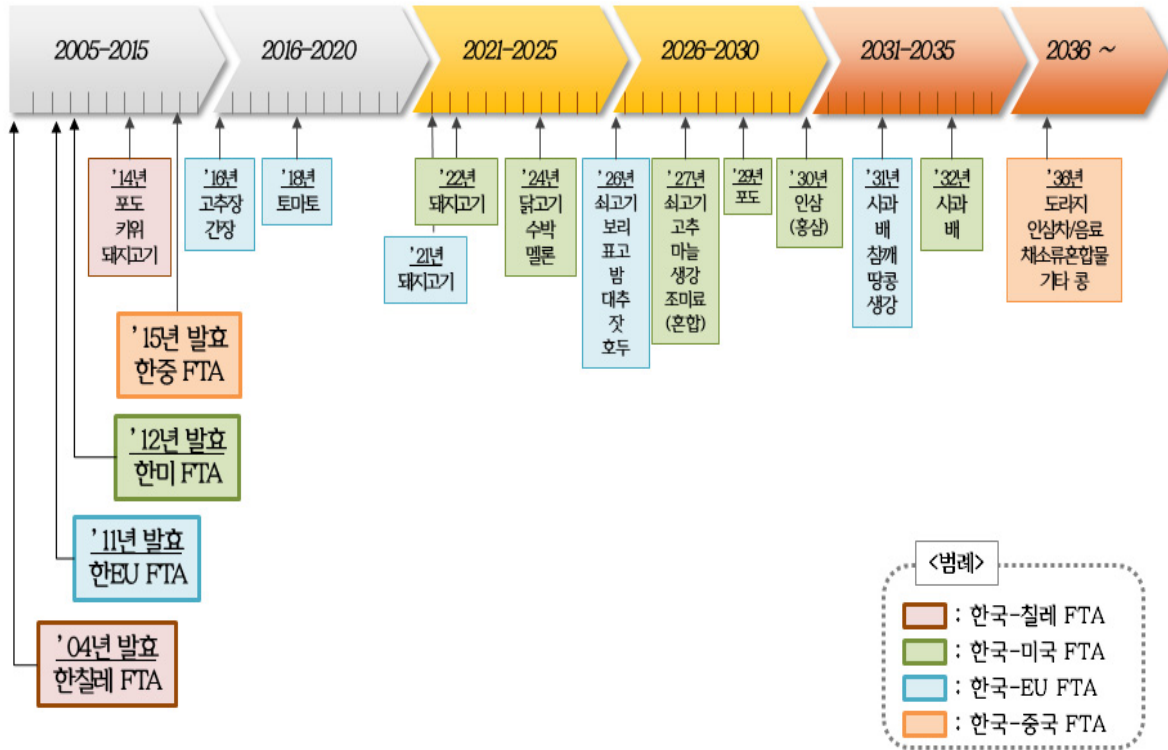 2005-2015
2016-2020
2021-2025
2026-2030
2031-2035
2036 ~
'14년
포도
키위
돼지고기
'16년
고추장
간장
'18년
토마토
'21년
돼지고기
'22년
돼지고기
'24년
닭고기
수박
멜론
'26년
쇠고기
보리
표고
밤
대추
잣
호두
'27년
쇠고기
고추
마늘
생강
조미료
(혼합)
'29년
포도
'30년
인삼
(홍삼)
'31년
사과
배
참깨
땅콩
생강
'32년
사과
배
'36년
도라지
인삼차/음료
채소류혼합물
기타 콩
'15년 발효
한중 FTA
'12년 발효
한미 FTA
'11년 발효
한EU FTA
'04년 발효
한칠레 FTA
<범례>
: 한국-칠레 FTA
: 한국-미국 FTA
: 한국-EU FTA
: 한국-중국 FTA